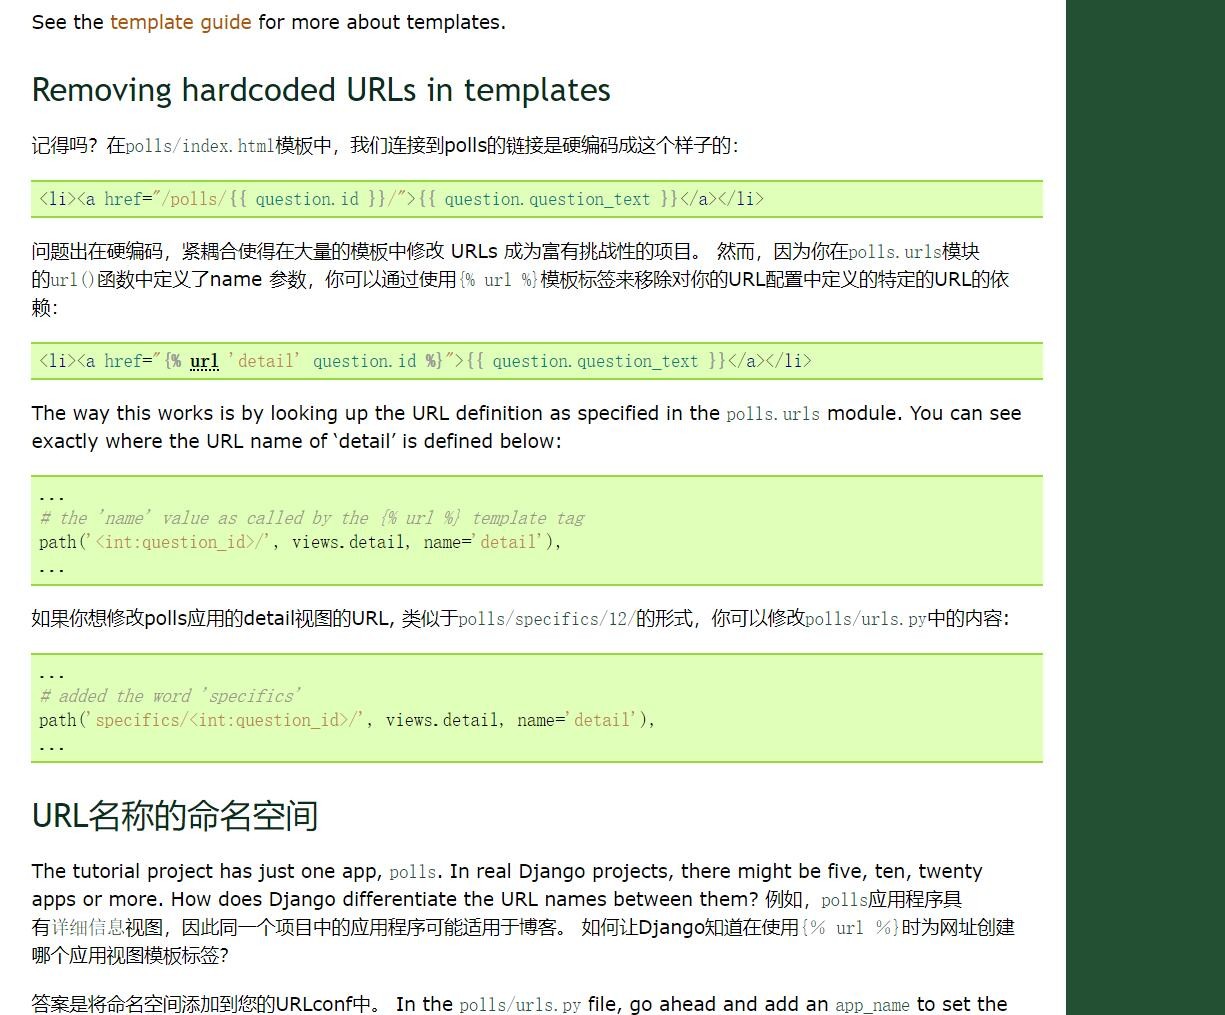 See the template guide for more about templates.
Removing hardcoded URLs in templates
记得吗？在polls/index.html模板中，我们连接到polls的链接是硬编码成这个样子的：
<li><a href="/polls/{{ question.id }}/">{{ question.question_text }}</a></li>
问题出在硬编码，紧耦合使得在大量的模板中修改 URLs 成为富有挑战性的项目。 然而，因为你在polls.urls模块
的url()函数中定义了name 参数，你可以通过使用{% url %}模板标签来移除对你的URL配置中定义的特定的URL的依
赖：
<li><a href="{% url 'detail' question.id %}">{{ question.question_text }}</a></li>
The way this works is by looking up the URL definition as specified in the polls.urls module. You can see
exactly where the URL name of ‘detail’ is defined below:
...
# the 'name' value as called by the {% url %} template tag
path('<int:question_id>/', views.detail, name='detail'),
...
如果你想修改polls应用的detail视图的URL, 类似于polls/specifics/12/的形式，你可以修改polls/urls.py中的内容:
...
# added the word 'specifics'
path('specifics/<int:question_id>/', views.detail, name='detail'),
...
URL名称的命名空间
The tutorial project has just one app, polls. In real Django projects, there might be five, ten, twenty
apps or more. How does Django differentiate the URL names between them? 例如，polls应用程序具
有详细信息视图，因此同一个项目中的应用程序可能适用于博客。 如何让Django知道在使用{% url %}时为网址创建
哪个应用视图模板标签？
答案是将命名空间添加到您的URLconf中。 In the polls/urls.py file, go ahead and add an app_name to set the